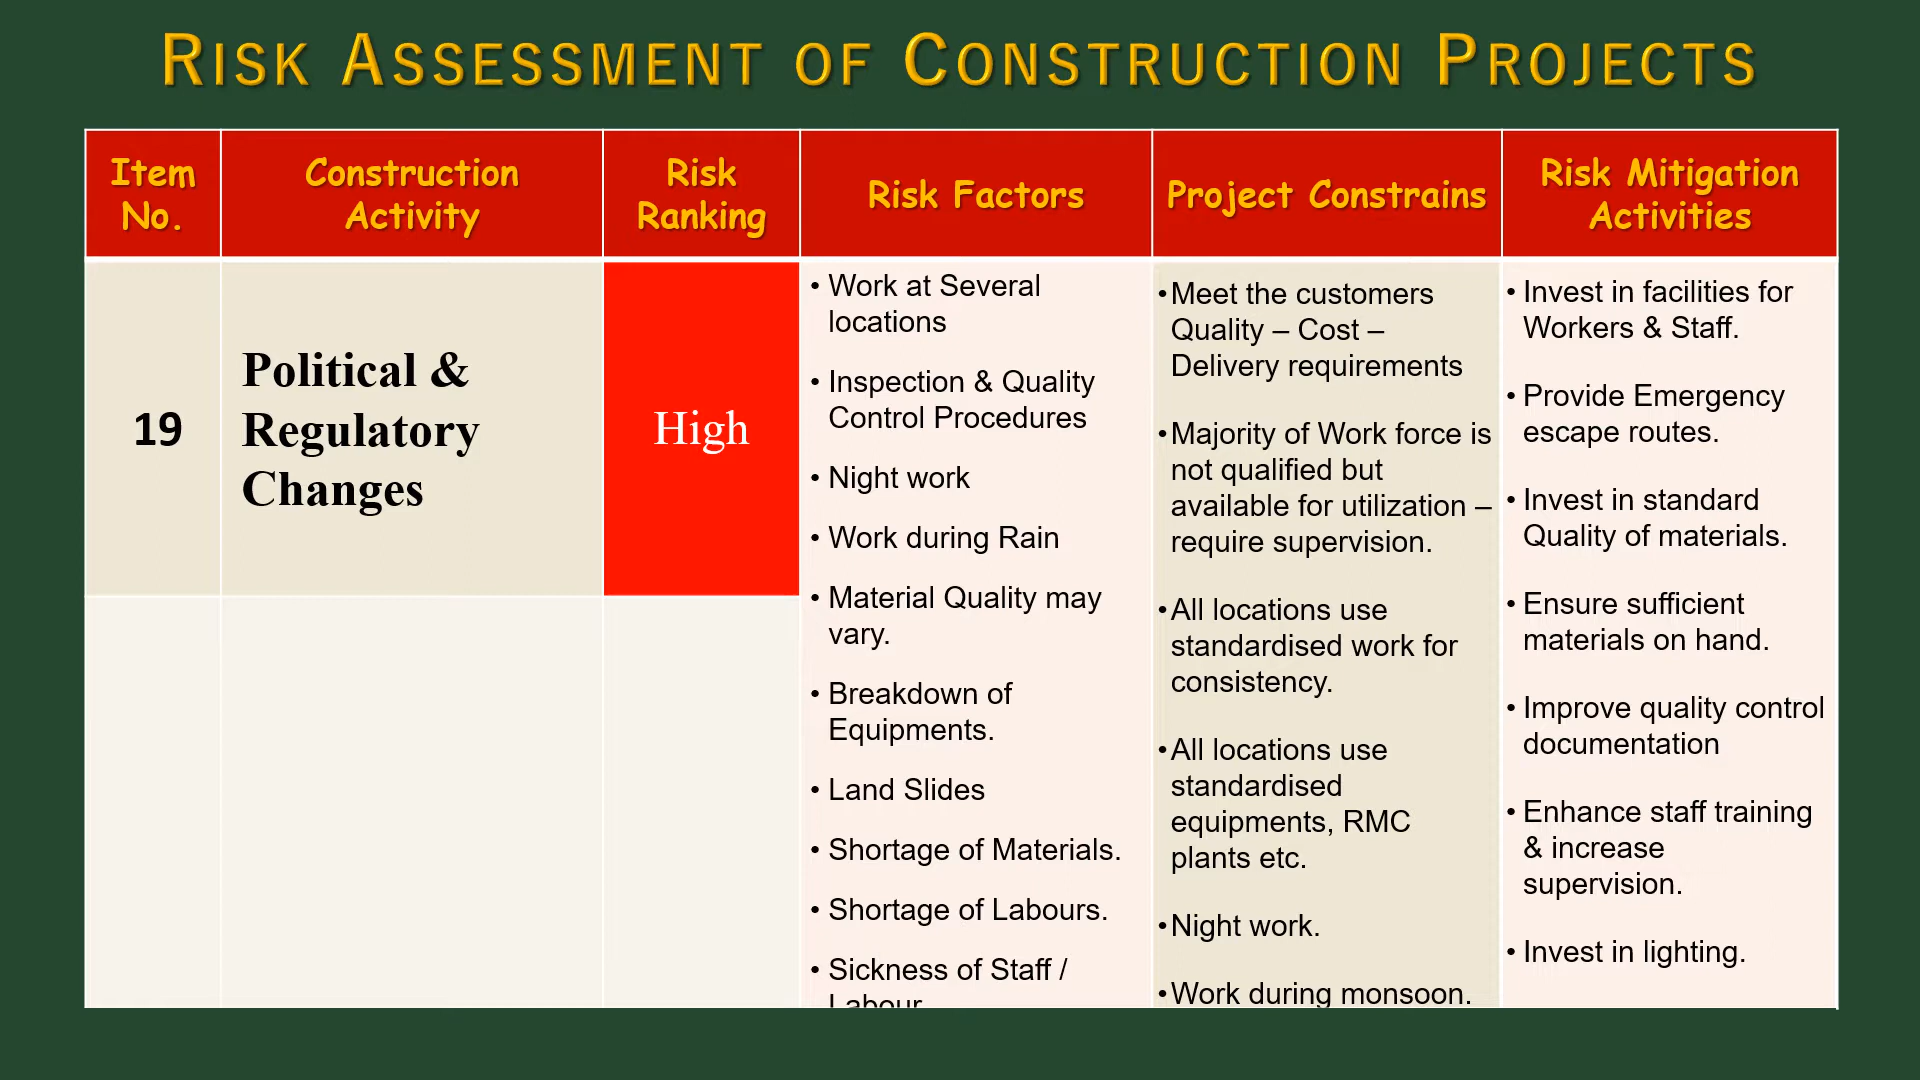 RISK ASSESSMENT OF CONSTRUCTION PROJECTS
Item
No.
Construction
Activity
Risk
Ranking
Risk Factors
Project Constrains
Risk Mitigation
Activities
19
Political &
Regulatory
Changes
High
• Work at Several
locations
• Inspection & Quality
Control Procedures
• Night work
• Work during Rain
• Material Quality may
vary.
• Breakdown of
Equipments.
• Land Slides
• Shortage of Materials.
• Shortage of Labours.
• Sickness of Staff /
Labour
• Meet the customers
Quality – Cost –
Delivery requirements
• Majority of Work force is
not qualified but
available for utilization –
require supervision.
• All locations use
standardised work for
consistency.
• All locations use
standardised
equipments, RMC
plants etc.
• Night work.
• Work during monsoon.
• Invest in facilities for
Workers & Staff.
• Provide Emergency
escape routes.
• Invest in standard
Quality of materials.
• Ensure sufficient
materials on hand.
• Improve quality control
documentation
• Enhance staff training
& increase
supervision.
• Invest in lighting.